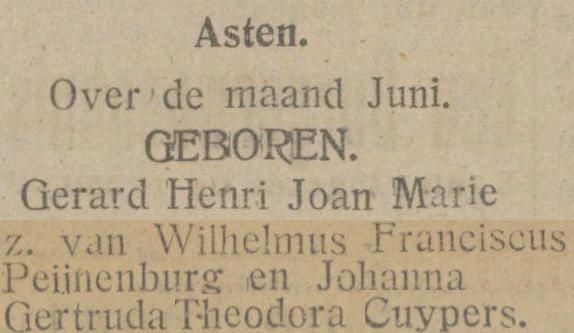 Asten.
Over de maand Juni.
GEBOREN.
Gerard Henri Joan Marie
z. van Wilhelmus Franciscus
Peijnenburg en Johanna
Gertruda Theodora Cuypers.